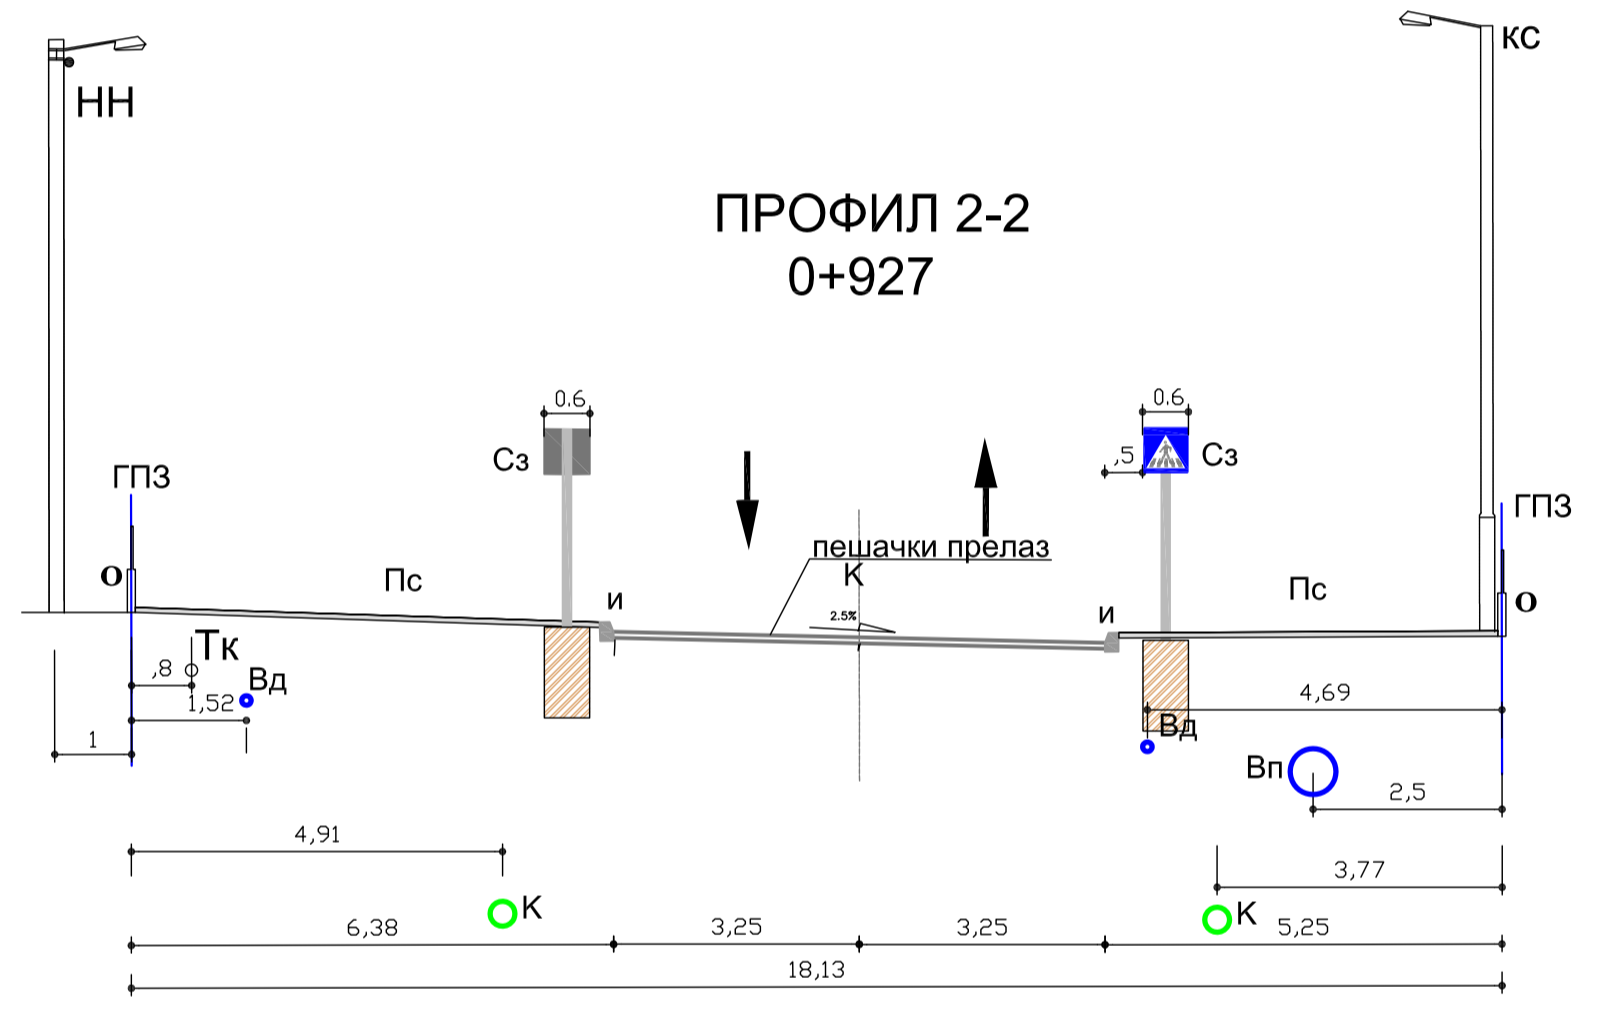 КС
НН
ПРОФИЛ 2-2
0+927
0.6
0.6
Сз
,5
Сз
ГПЗ
ГПЗ
пешачки прелаз
К
О
Пс
и
2.5%
и
Пс
О
Тк
,8
Вд
1,52
4,69
Вд
1
Вп
2,5
4,91
3,77
К
К
6,38
3,25
3,25
5,25
18,13